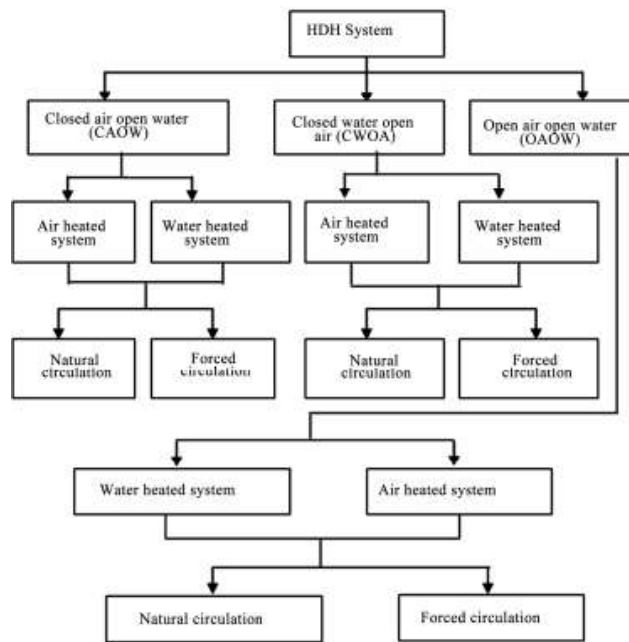 HDH System
Closed air open water
(CAOW)
Closed water open
air (CWOA)
Open air open water
(OAOW)
Air heated
system
Water heated
system
Air heated
system
Water heated
system
Natural
circulation
Forced
circulation
Natural
circulation
Forced
circulation
Water heated system
Air heated system
Natural circulation
Forced circulation